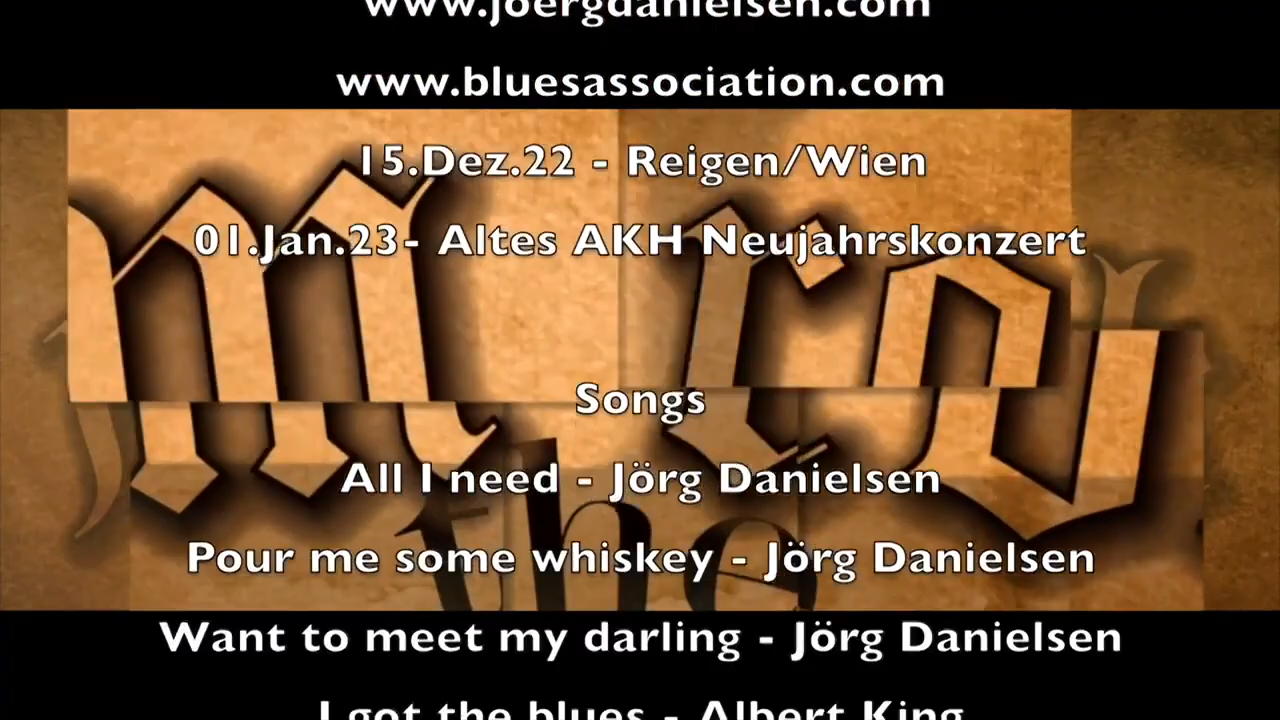 www.joergdanielsen.com
www.bluesassociation.com
15.Dez.22 - Reigen/Wien
01.Jan.23- Altes AKH Neujahrskonzert
Songs
All I need - Jörg Danielsen
Pour me some whiskey - Jörg Danielsen
the
Want to meet my darling - Jörg Danielsen
I got the blues - Albert King